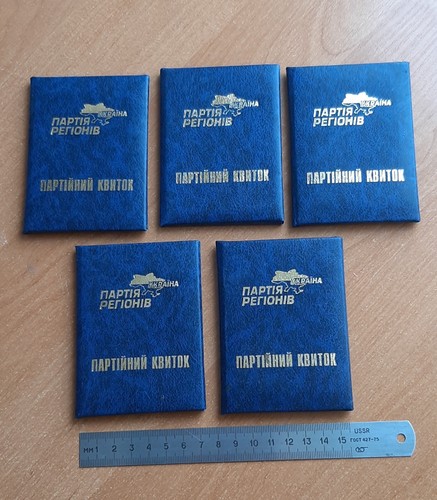 УКРАЇНА
ПАРТІЯ
РЕГІОНІВ
ПАРТІЙНИЙ КВИТОК
УКРАЇНА
ПАРТІЯ
РЕГІОНІВ
ПАРТІЙНИЙ КВИТОК
УКРАЇНА
ПАРТІЯ
РЕГІОНІВ
ПАРТІЙНИЙ КВИТОК
УКРАЇНА
ПАРТІЯ
РЕГІОНІВ
ПАРТІЙНИЙ КВИТОК
УКРАЇНА
ПАРТІЯ
РЕГІОНІВ
ПАРТІЙНИЙ КВИТОК
USSR
ММ 1 2 3 4 5 6 7 8 9 10 11 12 13 14 15 ГОСТ 427-75